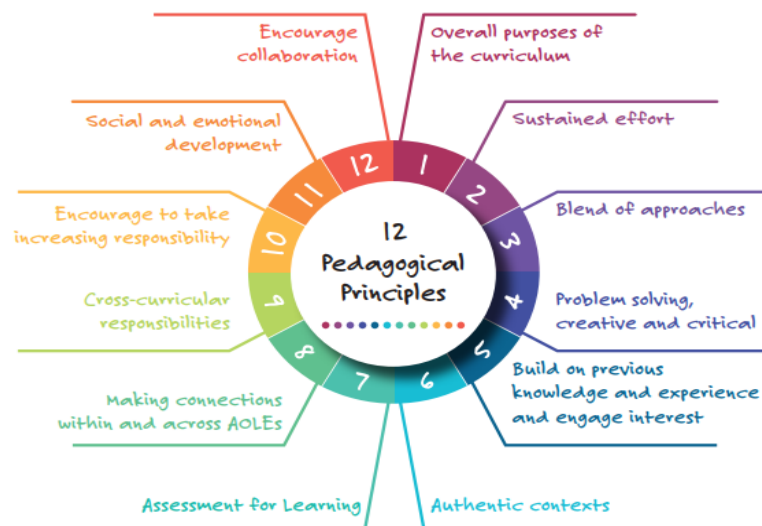 12
Pedagogical
Principles
1
Overall purposes of
the curriculum
2
Sustained effort
3
Blend of approaches
4
Problem solving,
creative and critical
5
Build on previous
knowledge and experience
and engage interest
6
Authentic contexts
7
Assessment for Learning
8
Making connections
within and across AOLEs
9
Cross-curricular
responsibilities
10
Encourage to take
increasing responsibility
11
Social and emotional
development
12
Encourage
collaboration